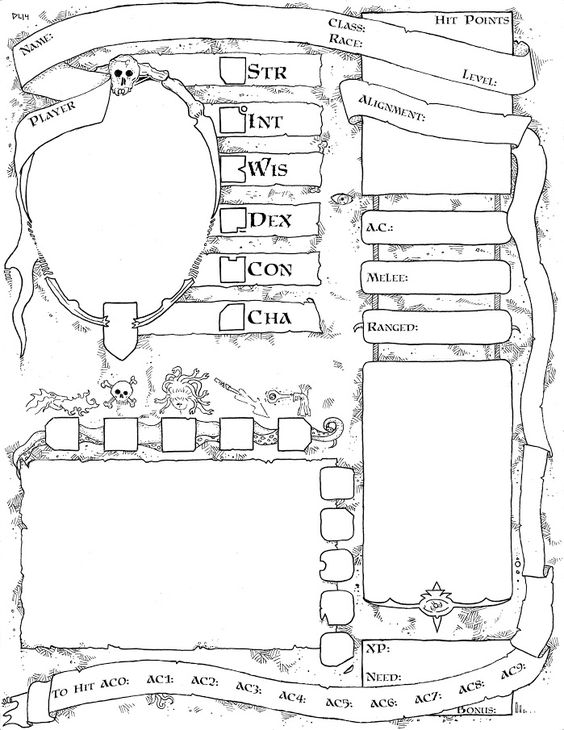 DL14
Name:
Class:
Race:
Level:
Hit Points
Player
Alignment:
Str
Int
Wis
Dex
Con
Cha
A.C.:
Melee:
Ranged:
XP:
Need:
Bonus:
To Hit AC0: AC1: AC2: AC3: AC4: AC5: AC6: AC7: AC8: AC9: